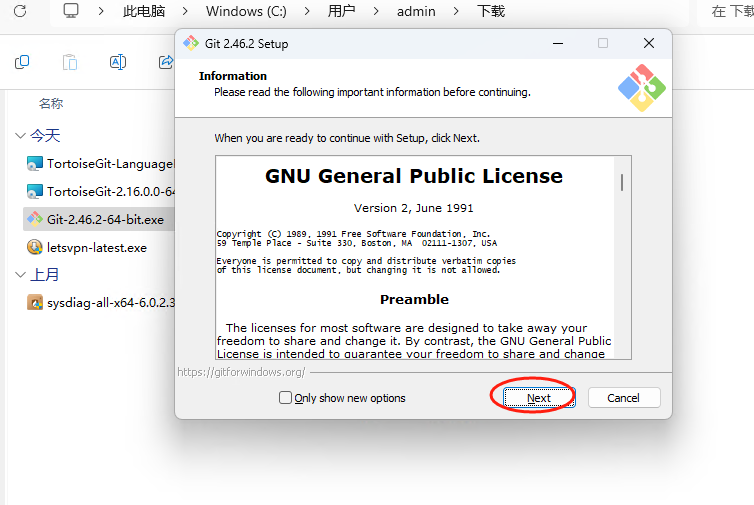 此电脑 > Windows (C:) > 用户 > admin > 下载
在 下载
名称
今天
TortoiseGit-Language
TortoiseGit-2.16.0.0-64
Git-2.46.2-64-bit.exe
letsvpn-latest.exe
上月
sysdiag-all-x64-6.0.2.3
Git 2.46.2 Setup
Information
Please read the following important information before continuing.
When you are ready to continue with Setup, click Next.
GNU General Public License
Version 2, June 1991
Copyright (C) 1989, 1991 Free Software Foundation, Inc.
59 Temple Place - Suite 330, Boston, MA 02111-1307, USA
Everyone is permitted to copy and distribute verbatim copies
of this license document, but changing it is not allowed.
Preamble
The licenses for most software are designed to take away your
freedom to share and change it. By contrast, the GNU General Public
License is intended to guarantee your freedom to share and change
https://gitforwindows.org/
Only show new options
Next
Cancel